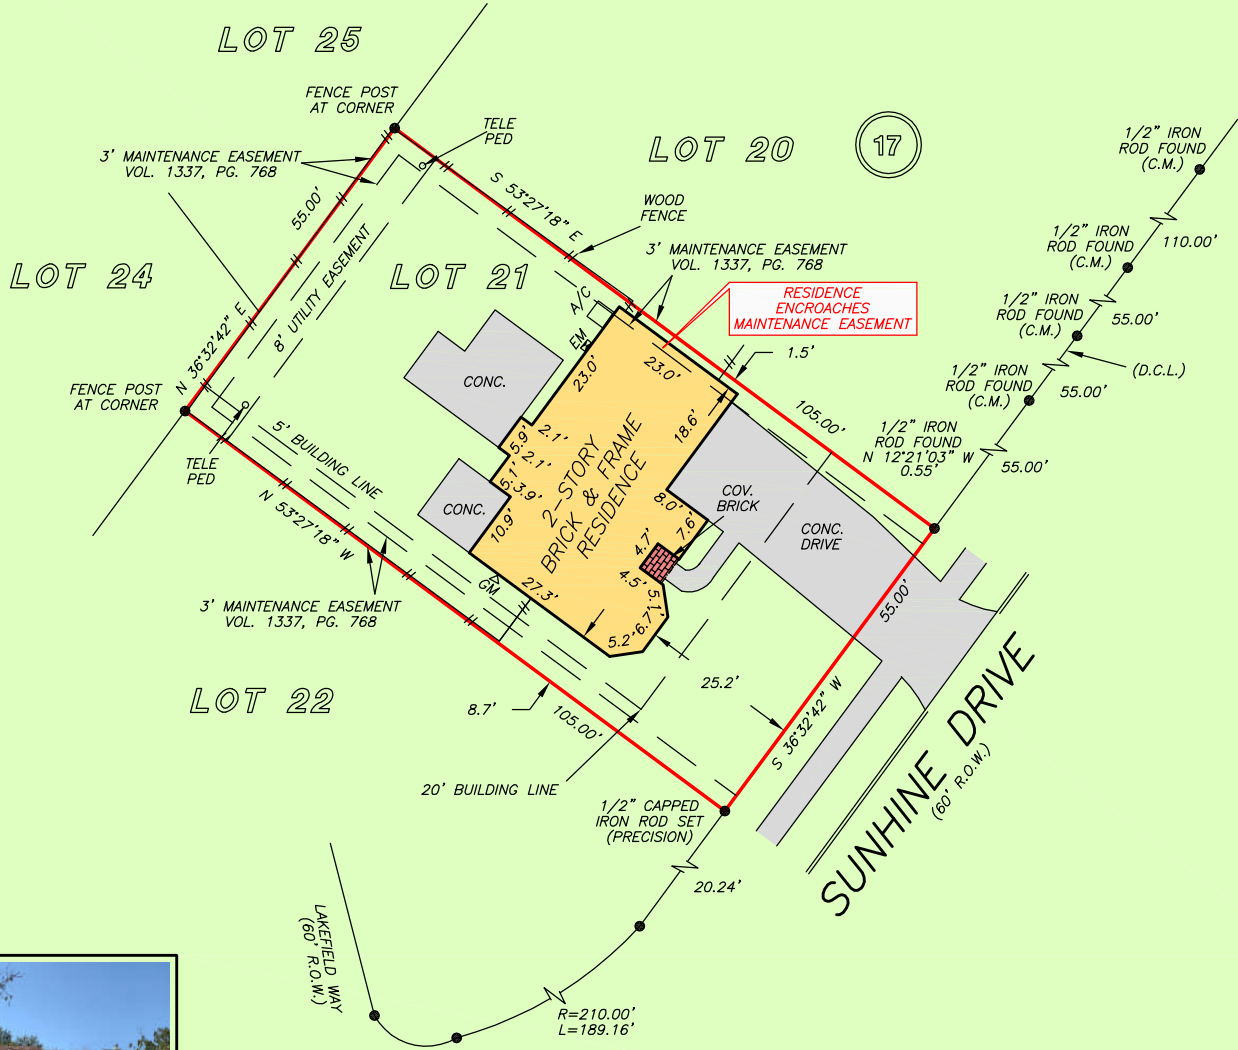 LOT 25
FENCE POST
AT CORNER
TELE
PED
3' MAINTENANCE EASEMENT
VOL. 1337, PG. 768
LOT 20
17
1/2" IRON
ROD FOUND
(C.M.)
55.00'
S 53°27'18" E
WOOD
FENCE
1/2" IRON
ROD FOUND
(C.M.)
110.00'
LOT 24
8' UTILITY EASEMENT
LOT 21
3' MAINTENANCE EASEMENT
VOL. 1337, PG. 768
A/C
RESIDENCE
ENCROACHES
MAINTENANCE EASEMENT
1/2" IRON
ROD FOUND
(C.M.)
55.00'
N 36°32'42" E
EM
23.0'
23.0'
1.5'
(D.C.L.)
CONC.
1/2" IRON
ROD FOUND
(C.M.)
55.00'
FENCE POST
AT CORNER
105.00'
18.6'
5' BUILDING LINE
5.9'
2.1'
2.1'
5.1'
3.9'
2-STORY
BRICK & FRAME
RESIDENCE
1/2" IRON
ROD FOUND
N 12°21'03" W
0.55'
55.00'
TELE
PED
8.0'
COV.
BRICK
CONC.
10.9'
7.6'
CONC.
DRIVE
N 53°27'18" W
4.7'
4.5'
GM
27.3'
5.1'
6.7'
5.2'
55.00'
3' MAINTENANCE EASEMENT
VOL. 1337, PG. 768
25.2'
LOT 22
8.7'
105.00'
S 36°32'42" W
SUNHINE DRIVE
(60' R.O.W.)
20' BUILDING LINE
1/2" CAPPED
IRON ROD SET
(PRECISION)
20.24'
LAKEFIELD WAY
(60' R.O.W.)
R=210.00'
L=189.16'